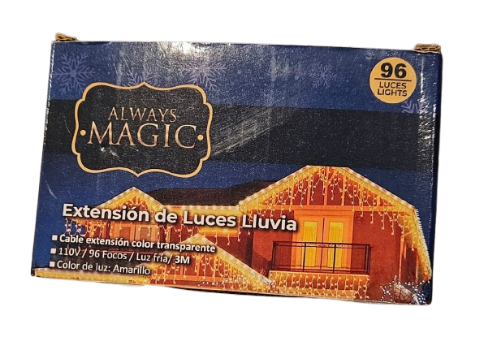 96
LUCES
LIGHTS
ALWAYS
MAGIC
Extensión de Luces Lluvia
Cable extensión color transparente
110V / 96 Focos / Luz fría/ 3M
Color de luz: Amarillo